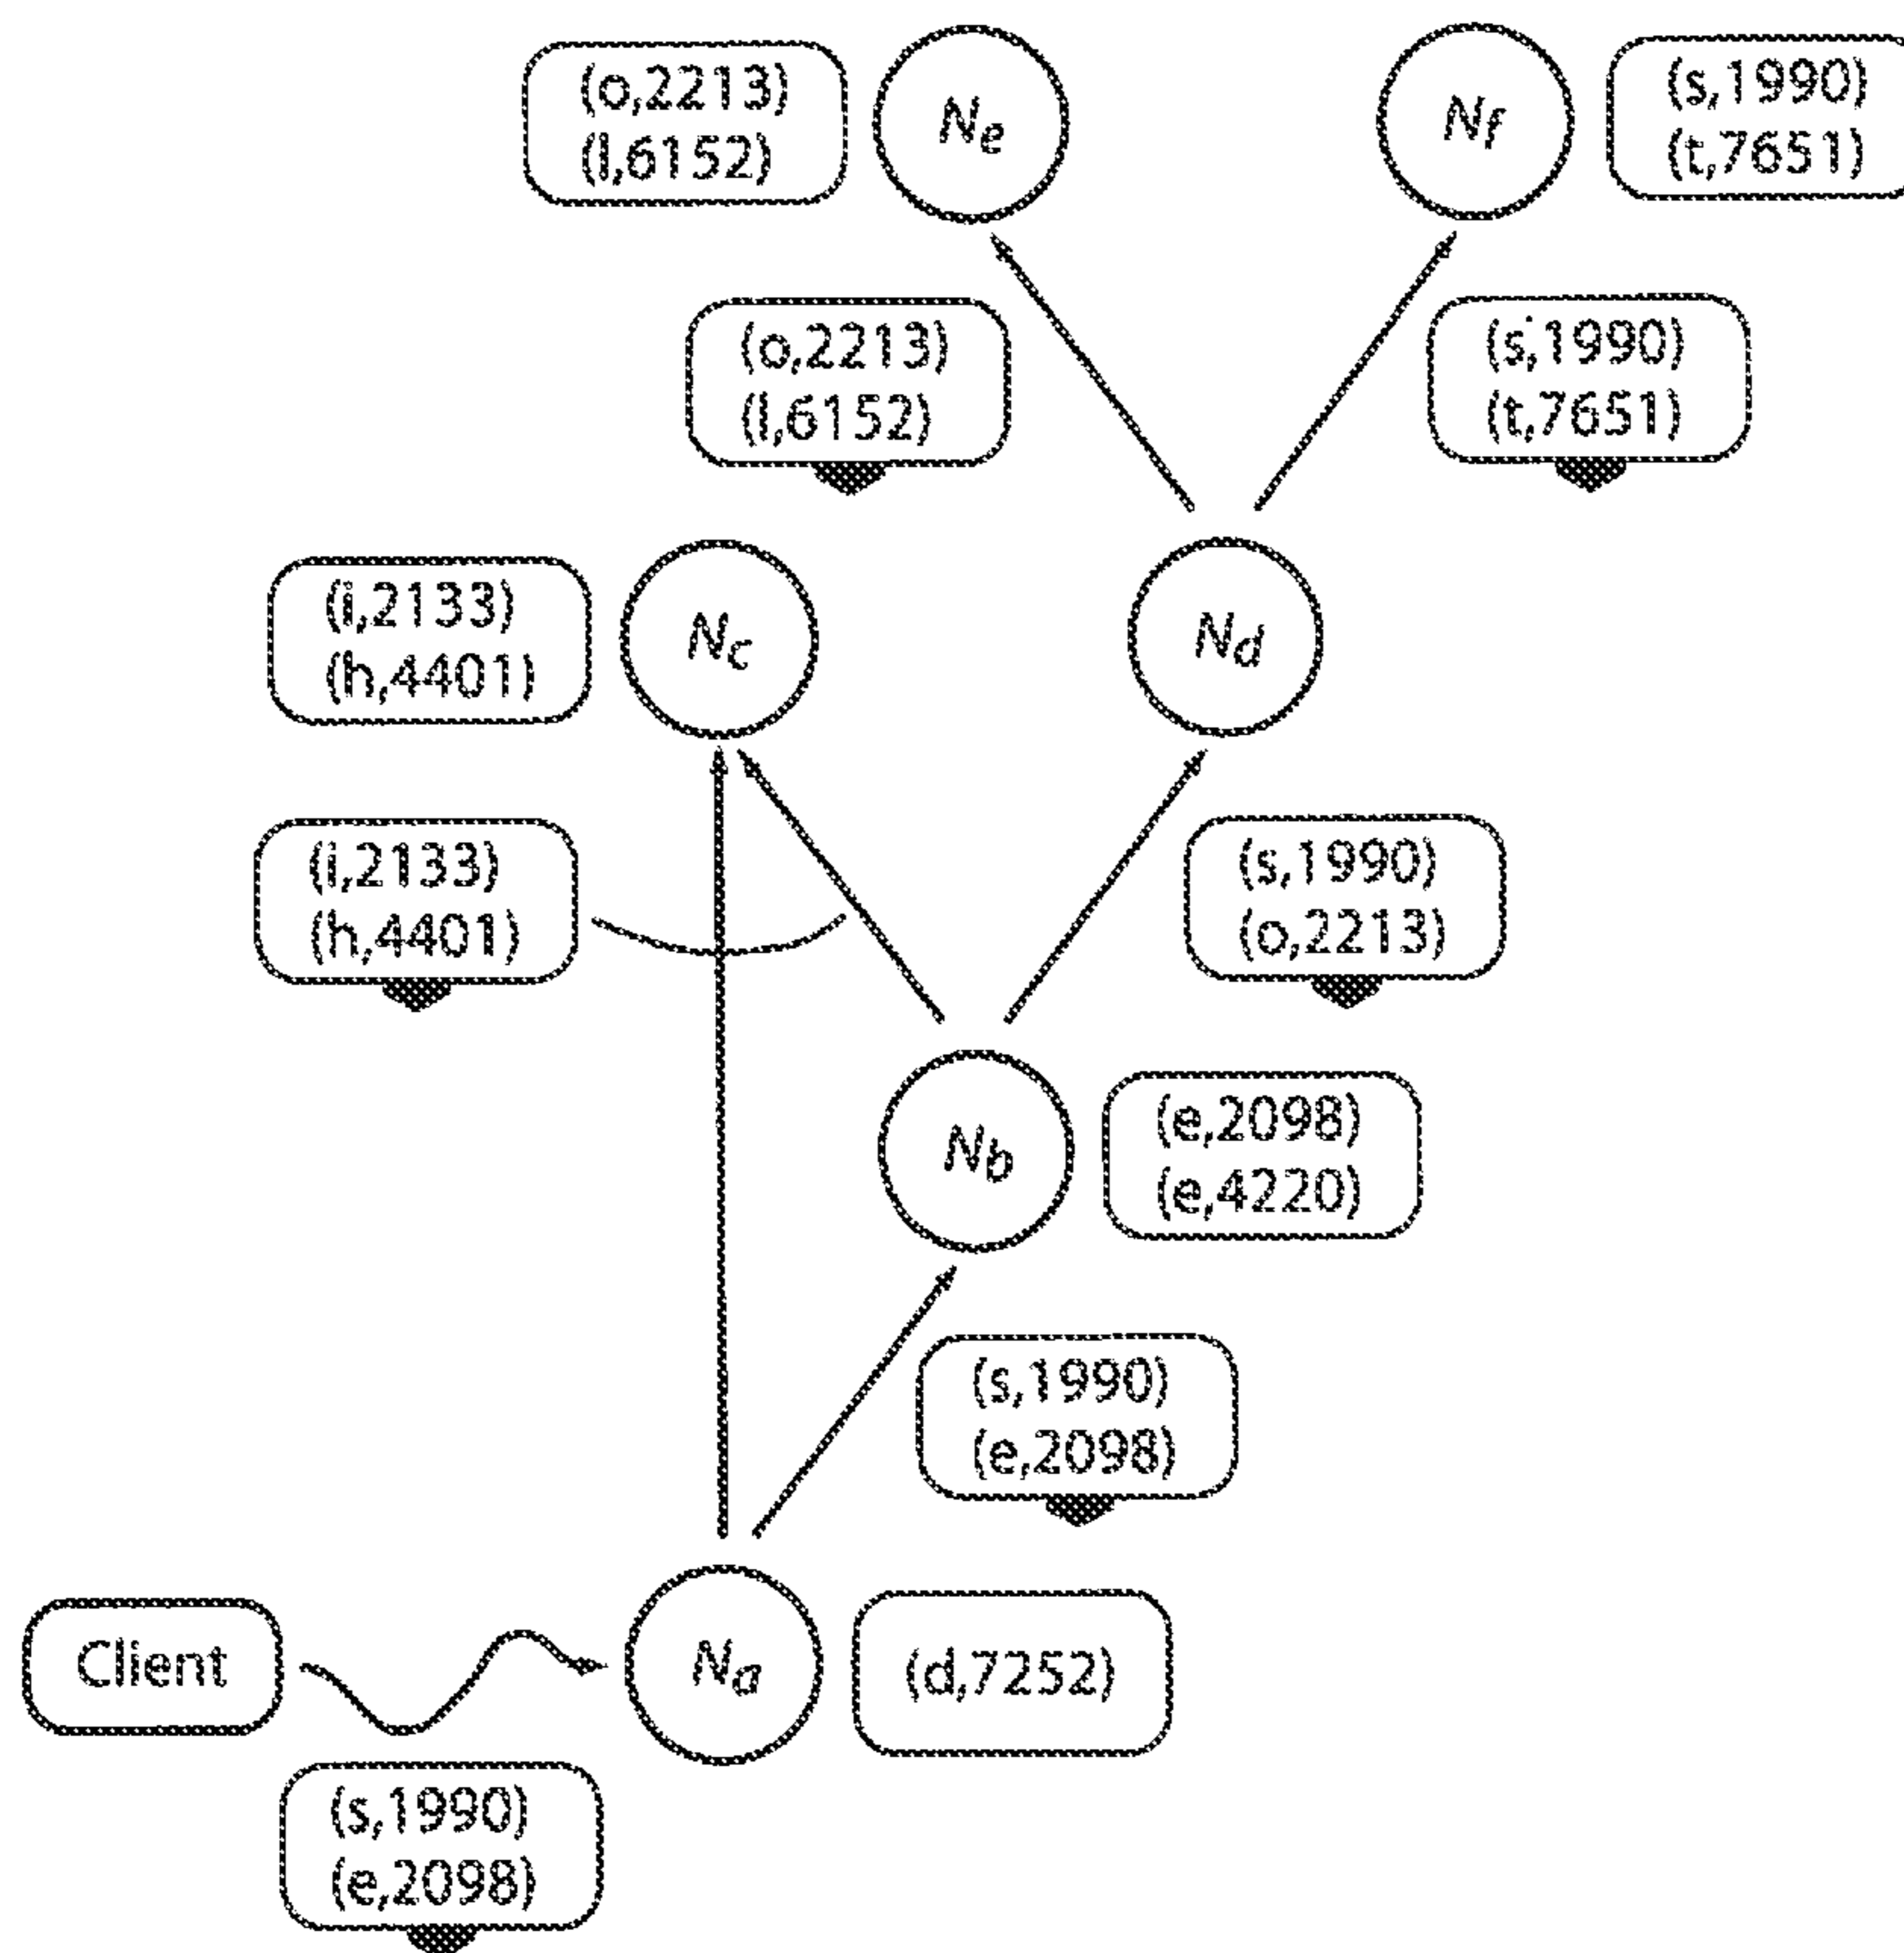 (o,2213)
(l,6152)
Ne
Nf
(s,1990)
(t,7651)
(o,2213)
(l,6152)
(s,1990)
(t,7651)
(i,2133)
(h,4401)
Nc
Nd
(i,2133)
(h,4401)
(s,1990)
(o,2213)
Nb
(e,2098)
(e,4220)
(s,1990)
(e,2098)
Client
Na
(d,7252)
(s,1990)
(e,2098)